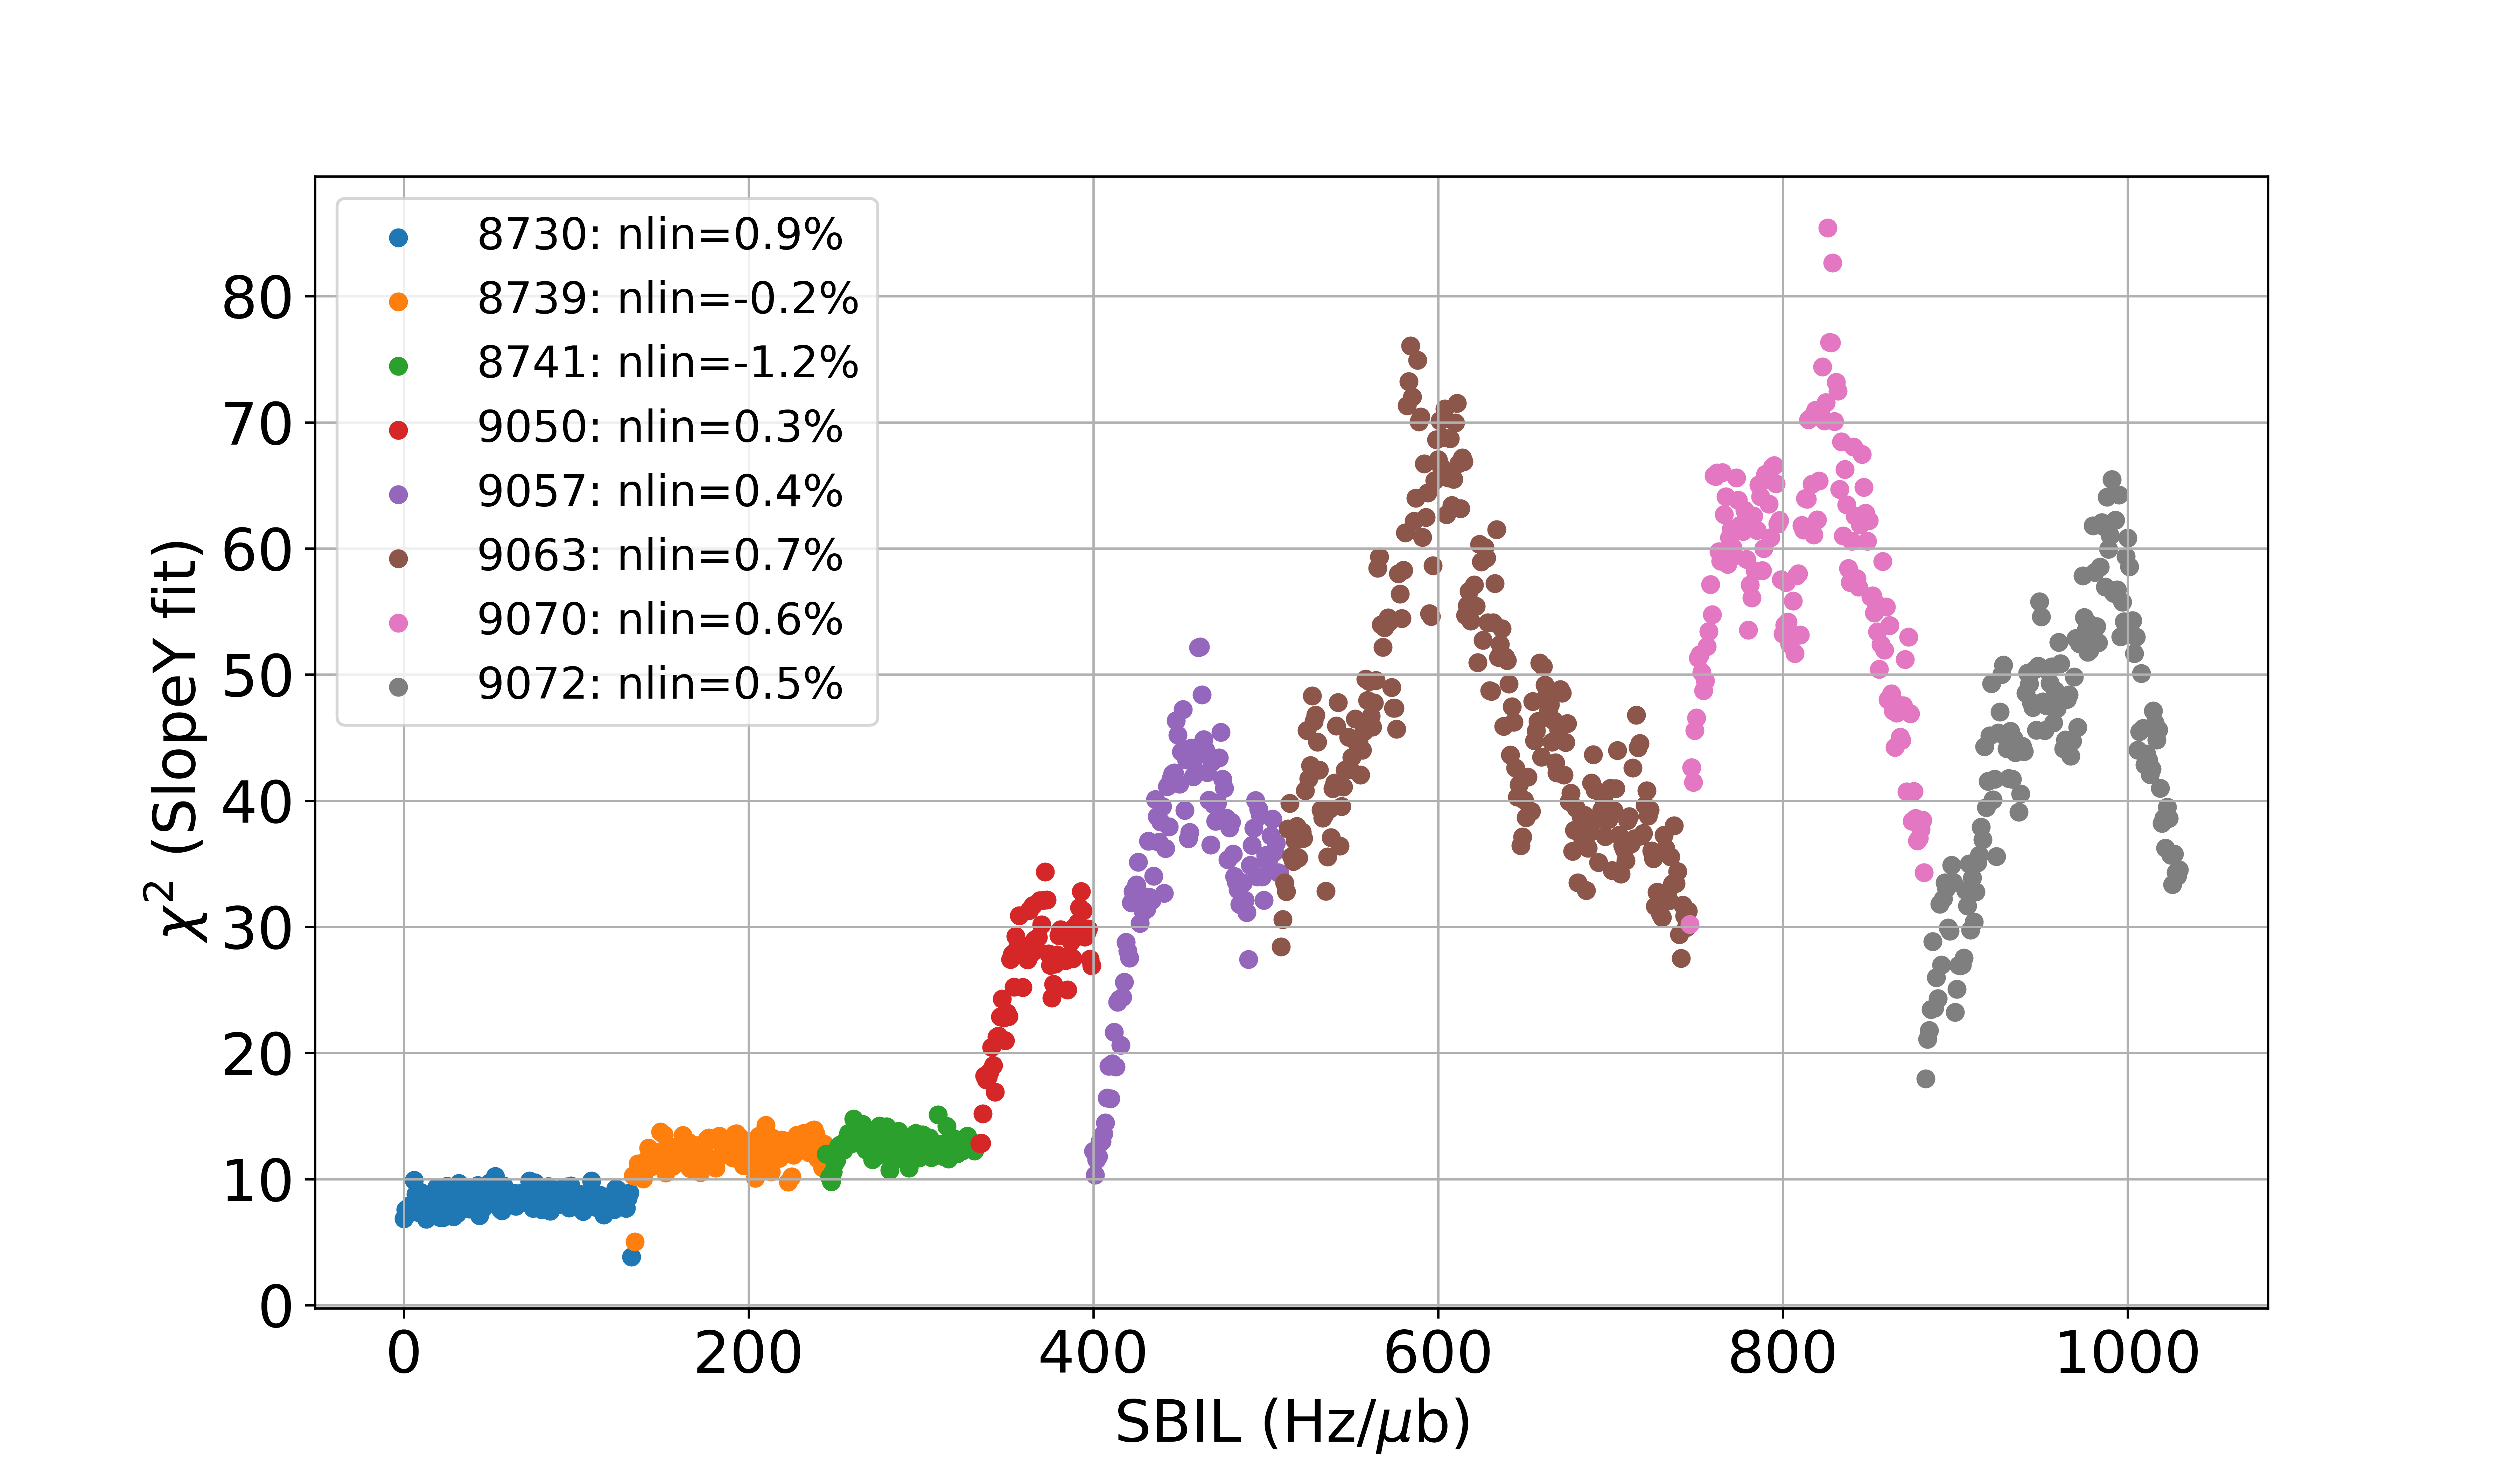 8730: nlin=0.9%
8739: nlin=-0.2%
8741: nlin=-1.2%
9050: nlin=0.3%
9057: nlin=0.4%
9063: nlin=0.7%
9070: nlin=0.6%
9072: nlin=0.5%
80
70
60
50
40
30
20
10
0
χ² (SlopeY fit)
0 200 400 600 800 1000
SBIL (Hz/μb)